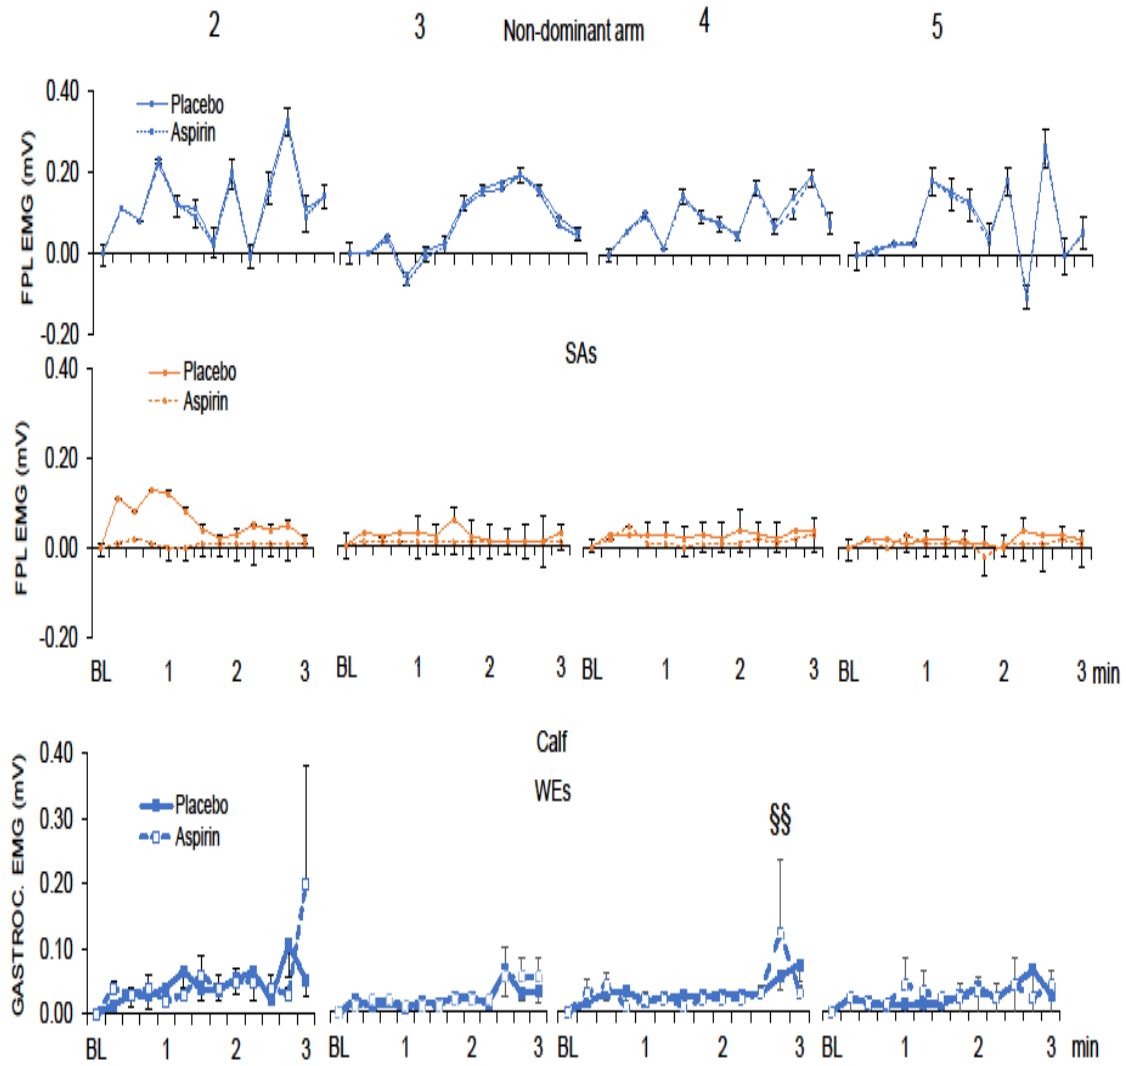 2 3 Non-dominant arm 4 5
0.40
Placebo
Aspirin
0.20
0.00
-0.20
FPL EMG (mV)
SAs
0.40
Placebo
Aspirin
0.20
0.00
-0.20
FPL EMG (mV)
BL 1 2 3 BL 1 2 3 BL 1 2 3 BL 1 2 3 min
Calf
WEs
0.40
Placebo
Aspirin
0.30
§§
0.20
0.10
0.00
GASTROC. EMG (mV)
BL 1 2 3 BL 1 2 3 BL 1 2 3 BL 1 2 3 min